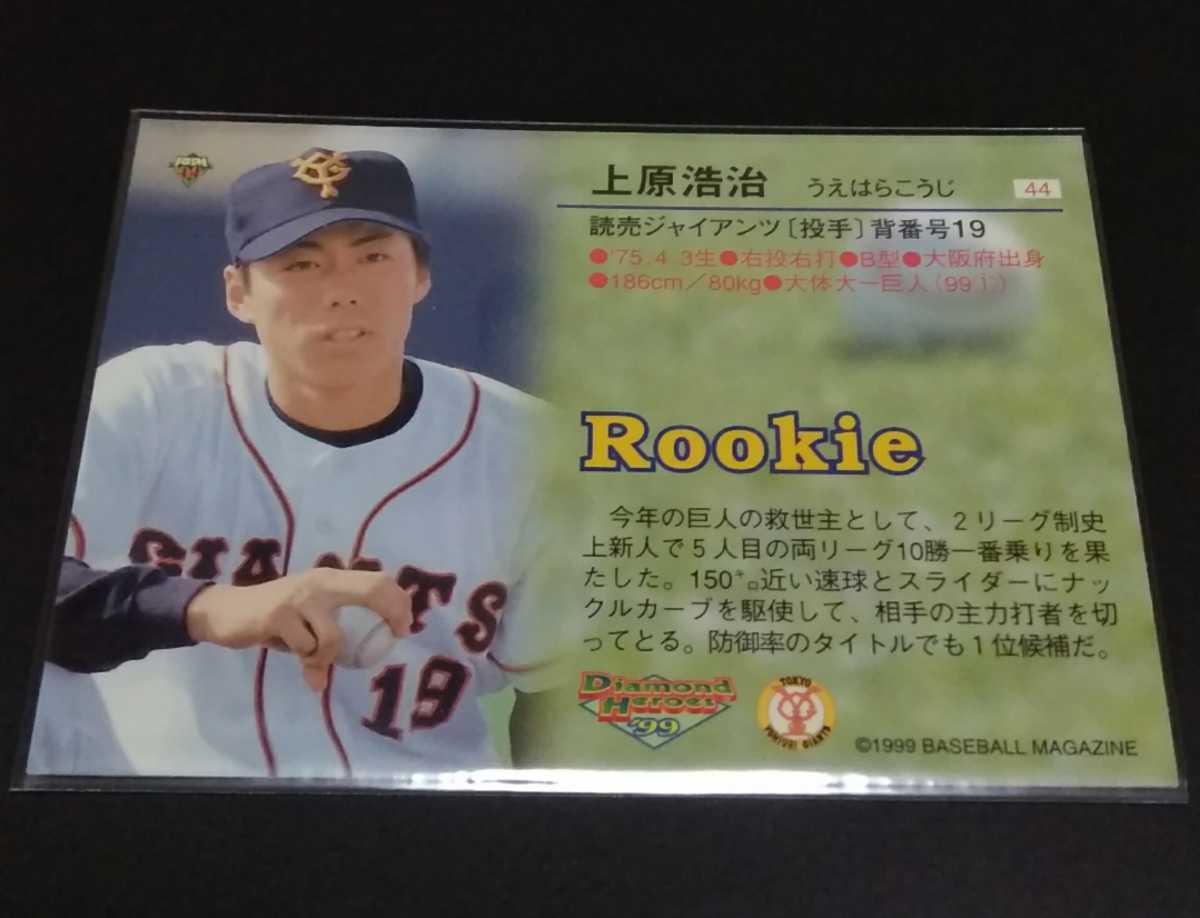 BBM
上原浩治 うえはらこうじ 44
読売ジャイアンツ〔投手〕背番号19
●'75.4 3生●右投右打●B型●大阪府出身
●186cm/80kg●大体大ー巨人(99①)
Rookie
今年の巨人の救世主として、2リーグ制史
上新人で5人目の両リーグ10勝一番乗りを果
たした。150㌔近い速球とスライダーにナッ
クルカーブを駆使して、相手の主力打者を切
ってとる。防御率のタイトルでも1位候補だ。
Diamond
Heroes
'99
TOKYO
YOMIURI GIANTS
©1999 BASEBALL MAGAZINE
GIANTS
19